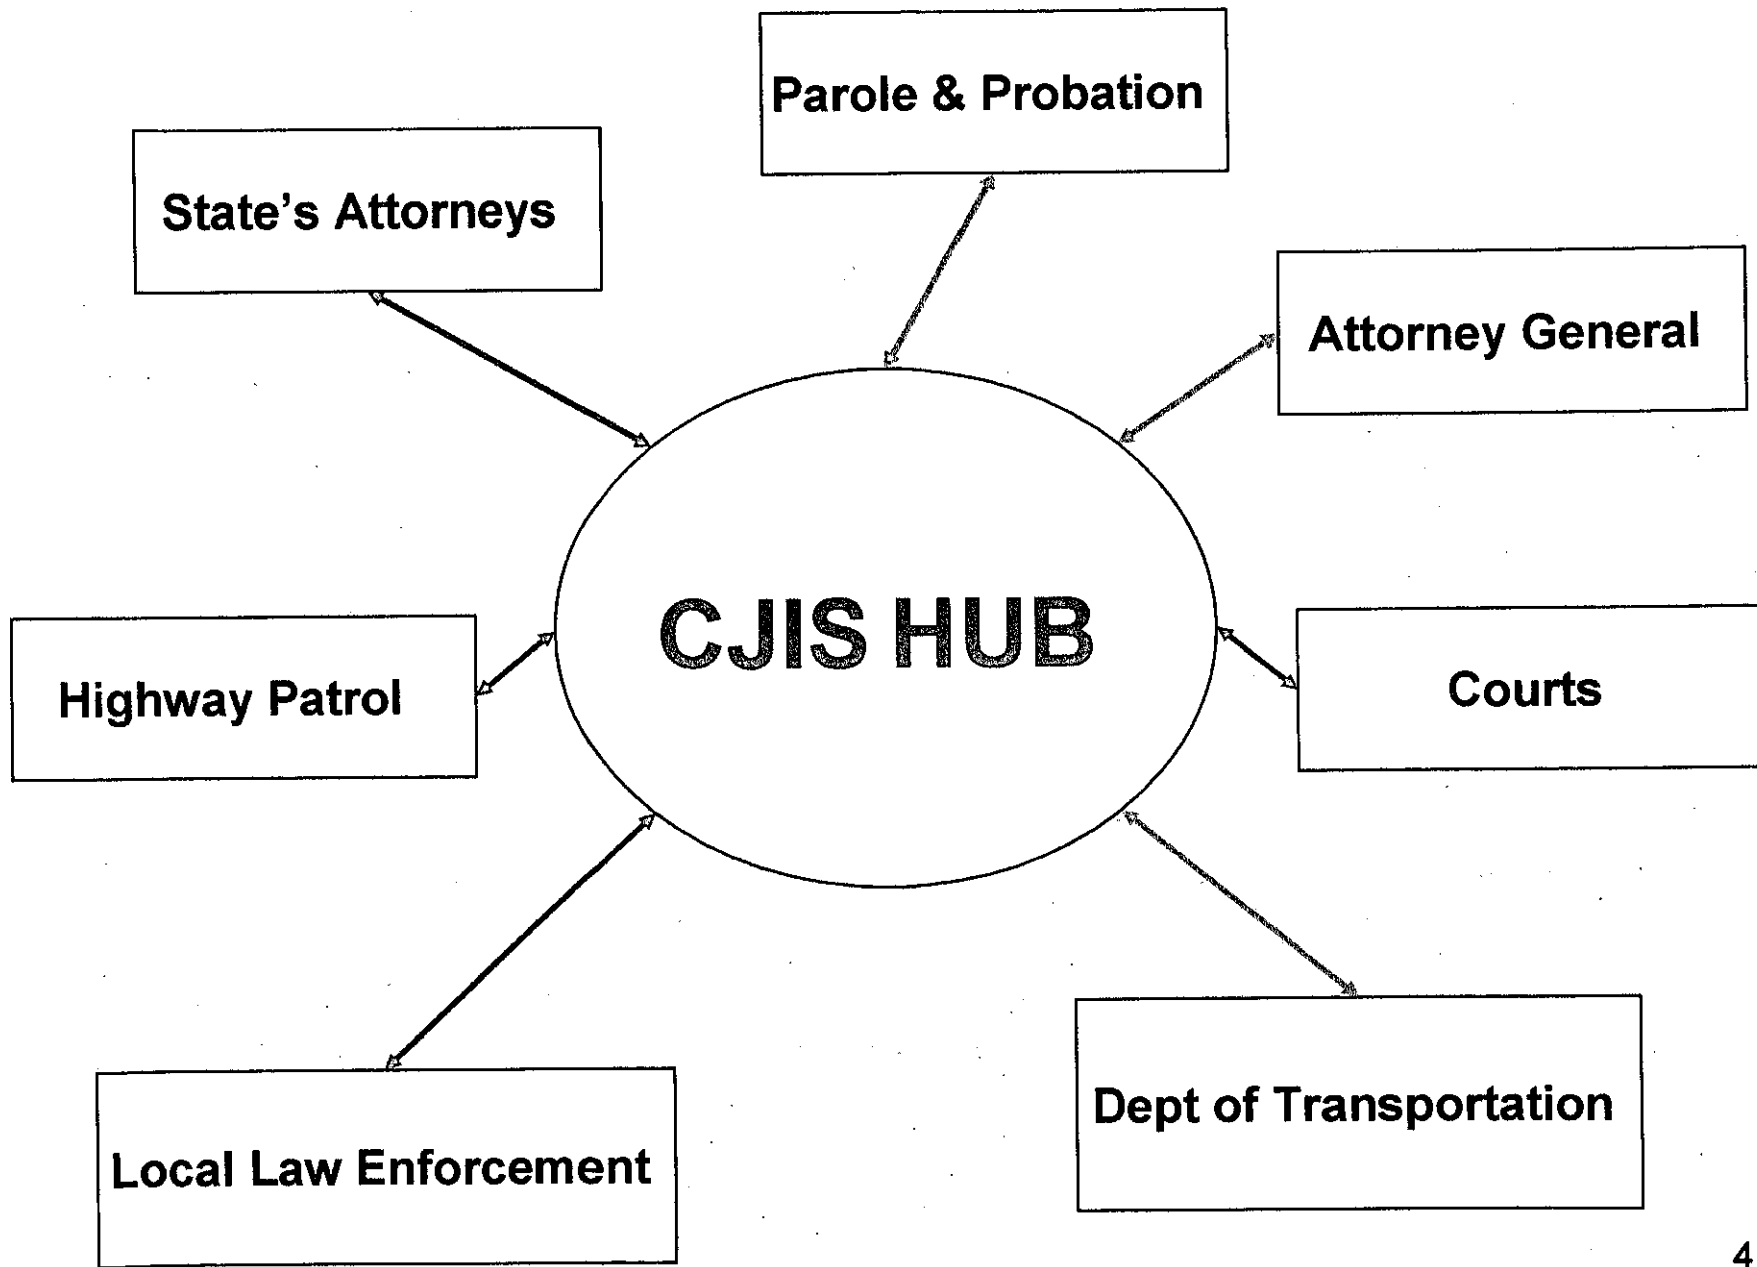 Parole & Probation
State’s Attorneys
Attorney General
CJIS HUB
Highway Patrol
Courts
Dept of Transportation
Local Law Enforcement
4